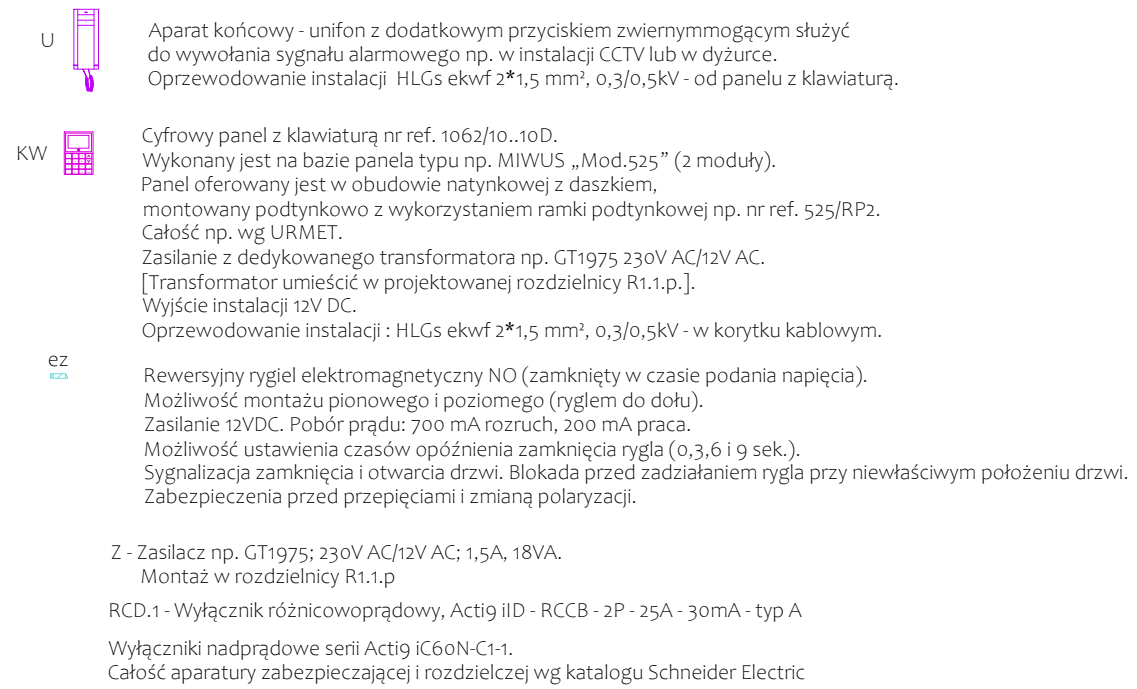 U
Aparat końcowy - unifon z dodatkowym przyciskiem zwiernymmogącym służyć
do wywołania sygnału alarmowego np. w instalacji CCTV lub w dyżurce.
Oprzewodowanie instalacji HLGs ekwf 2*1,5 mm², 0,3/0,5kV - od panelu z klawiaturą.
KW
Cyfrowy panel z klawiaturą nr ref. 1062/10..10D.
Wykonany jest na bazie panela typu np. MIWUS „Mod.525” (2 moduły).
Panel oferowany jest w obudowie natynkowej z daszkiem,
montowany podtynkowo z wykorzystaniem ramki podtynkowej np. nr ref. 525/RP2.
Całość np. wg URMET.
Zasilanie z dedykowanego transformatora np. GT1975 230V AC/12V AC.
[Transformator umieścić w projektowanej rozdzielnicy R1.1.p.].
Wyjście instalacji 12V DC.
Oprzewodowanie instalacji : HLGs ekwf 2*1,5 mm², 0,3/0,5kV - w korytku kablowym.
ez
Rewersyjny rygiel elektromagnetyczny NO (zamknięty w czasie podania napięcia).
Możliwość montażu pionowego i poziomego (ryglem do dołu).
Zasilanie 12VDC. Pobór prądu: 700 mA rozruch, 200 mA praca.
Możliwość ustawienia czasów opóźnienia zamknięcia rygla (0,3,6 i 9 sek.).
Sygnalizacja zamknięcia i otwarcia drzwi. Blokada przed zadziałaniem rygla przy niewłaściwym położeniu drzwi.
Zabezpieczenia przed przepięciami i zmianą polaryzacji.
Z - Zasilacz np. GT1975; 230V AC/12V AC; 1,5A, 18VA.
Montaż w rozdzielnicy R1.1.p
RCD.1 - Wyłącznik różnicowoprądowy, Acti9 iID - RCCB - 2P - 25A - 30mA - typ A
Wyłączniki nadprądowe serii Acti9 iC60N-C1-1.
Całość aparatury zabezpieczającej i rozdzielczej wg katalogu Schneider Electric